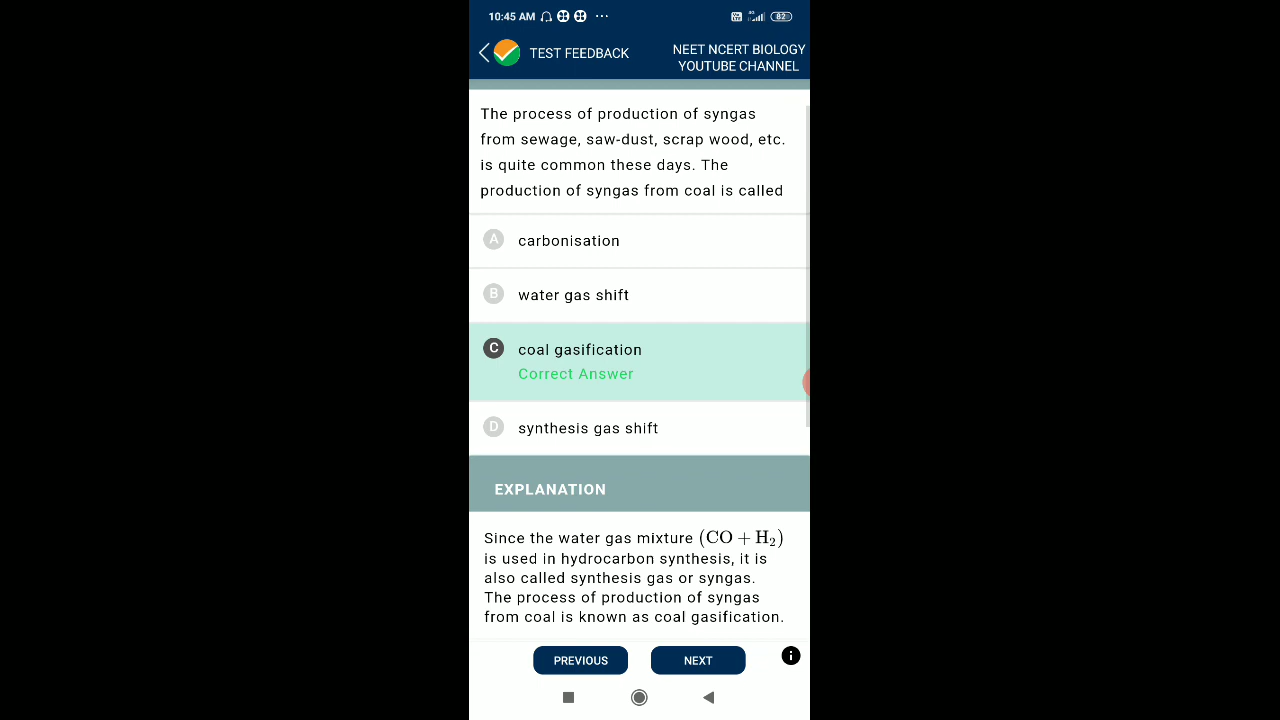 10:45 AM ... 82
TEST FEEDBACK
NEET NCERT BIOLOGY
YOUTUBE CHANNEL
The process of production of syngas
from sewage, saw-dust, scrap wood, etc.
is quite common these days. The
production of syngas from coal is called
A carbonisation
B water gas shift
C coal gasification
Correct Answer
D synthesis gas shift
EXPLANATION
Since the water gas mixture (CO + H₂)
is used in hydrocarbon synthesis, it is
also called synthesis gas or syngas.
The process of production of syngas
from coal is known as coal gasification.
PREVIOUS NEXT i